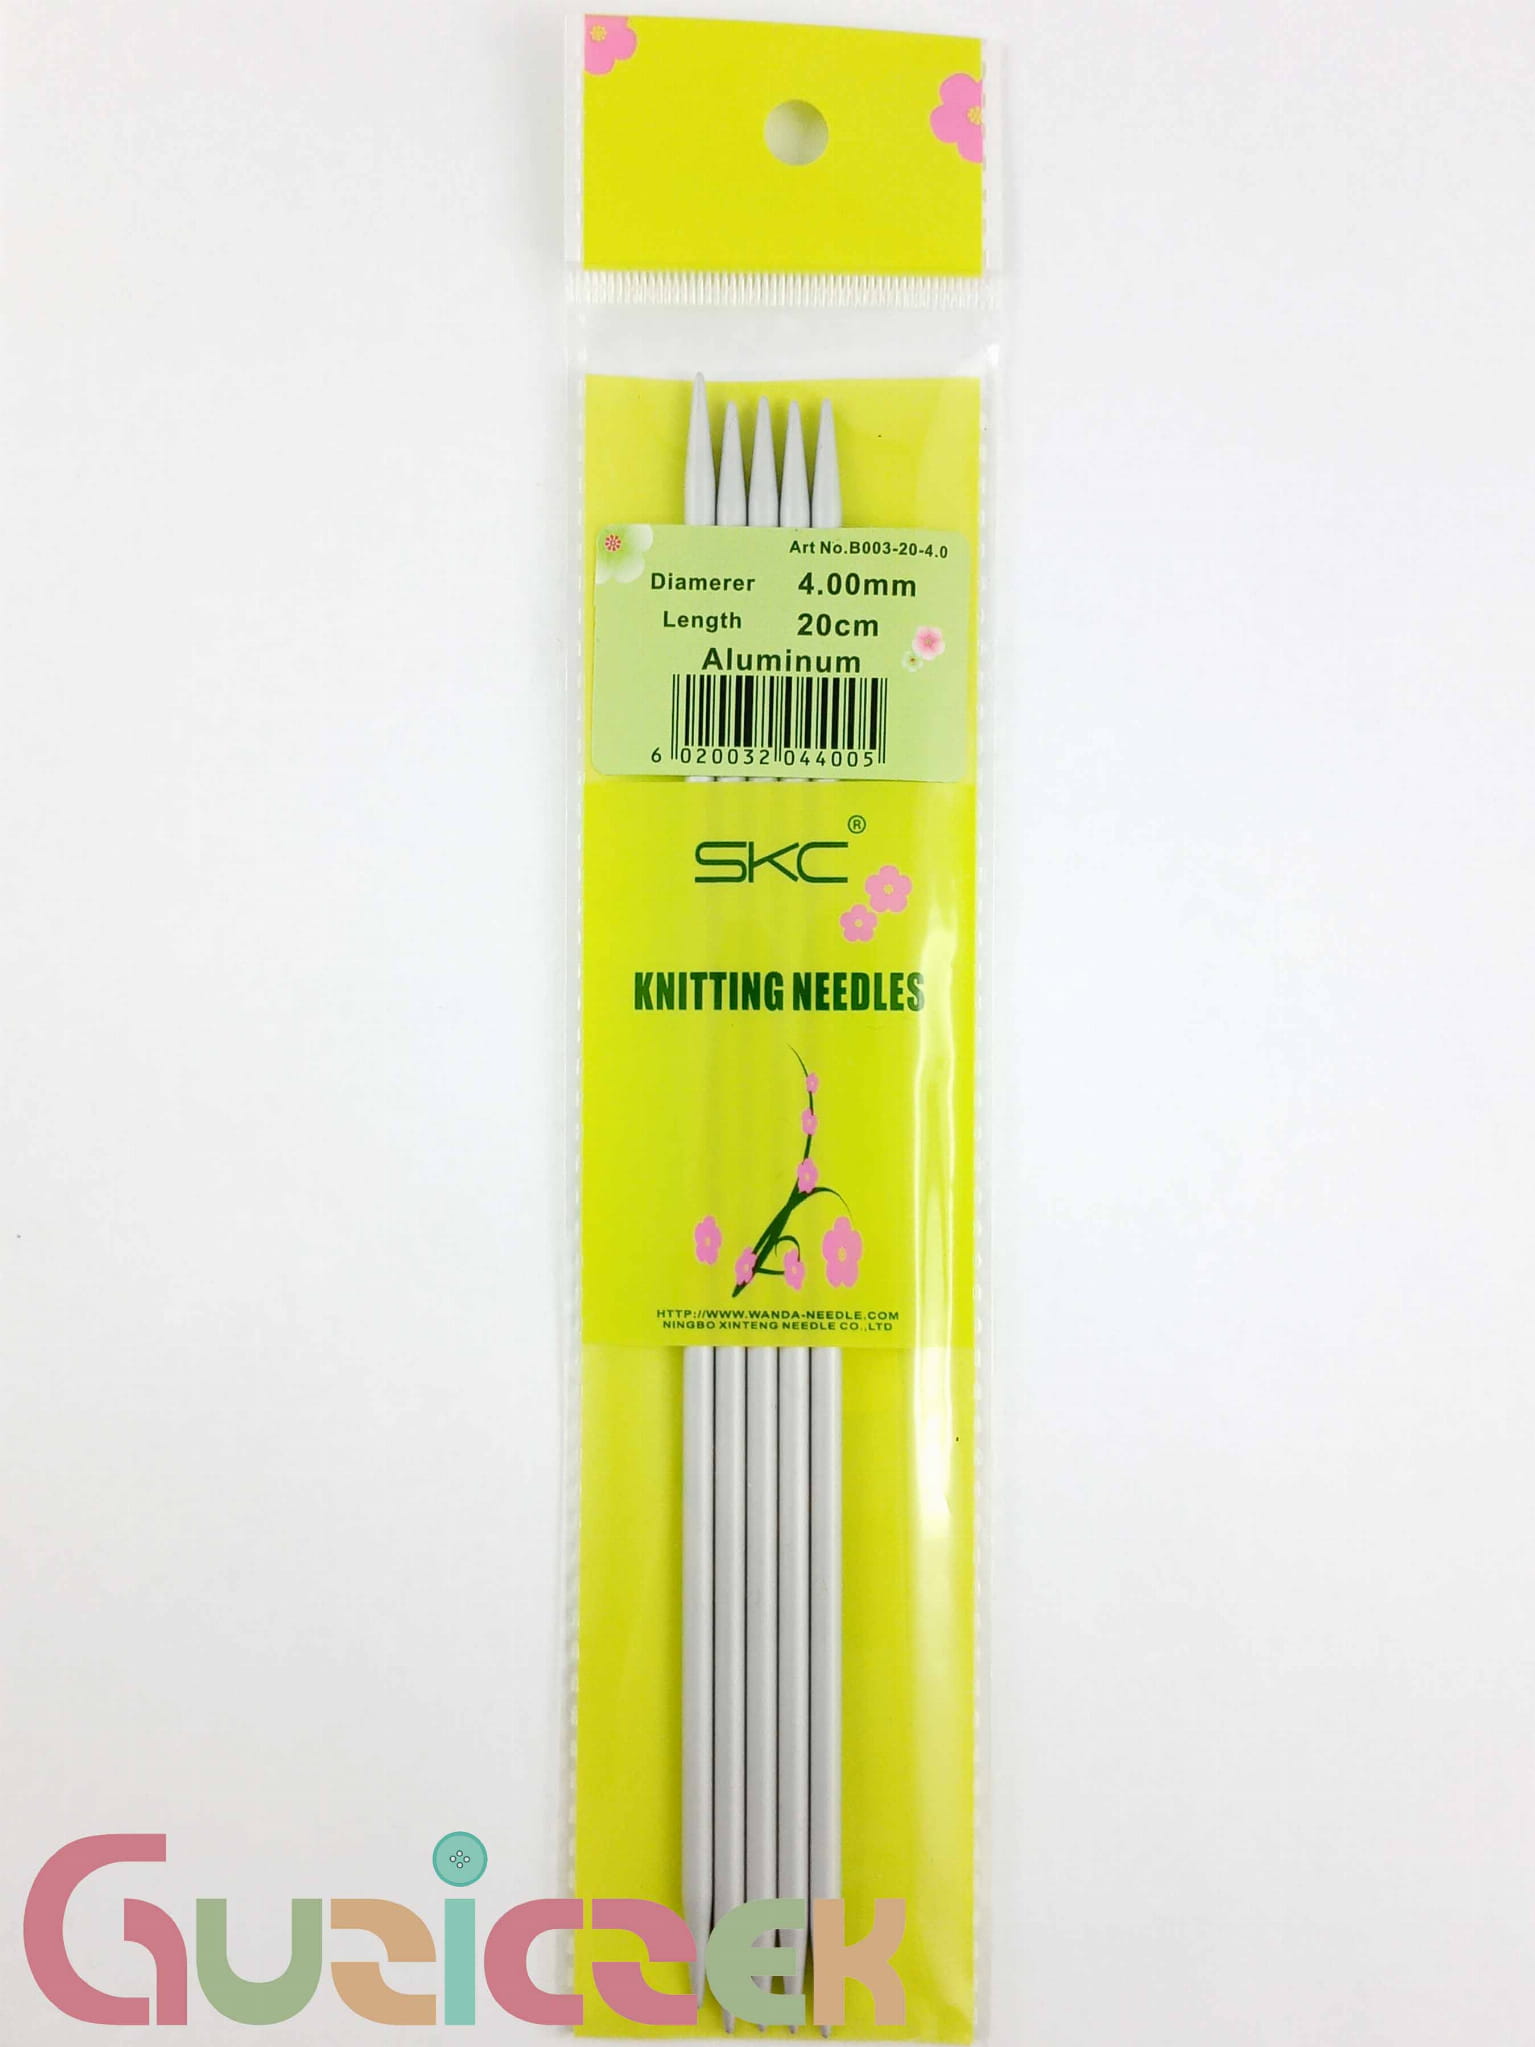 Art No.B003-20-4.0
Diamerer 4.00mm
Length 20cm
Aluminum
6 020032 044005
SKC®
KNITTING NEEDLES
HTTP://WWW.WANDA-NEEDLE.COM
NINGBO XINTENG NEEDLE CO.,LTD
GUZICZEK